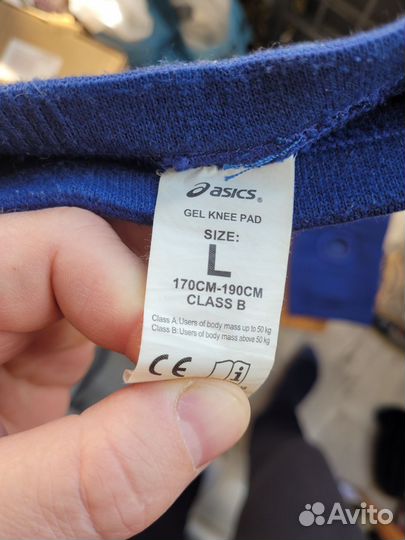 asics®
GEL KNEE PAD
SIZE:
L
170CM-190CM
CLASS B
Class A: Users of body mass up to 50 kg
Class B: Users of body mass above 50 kg
CE i
Avito